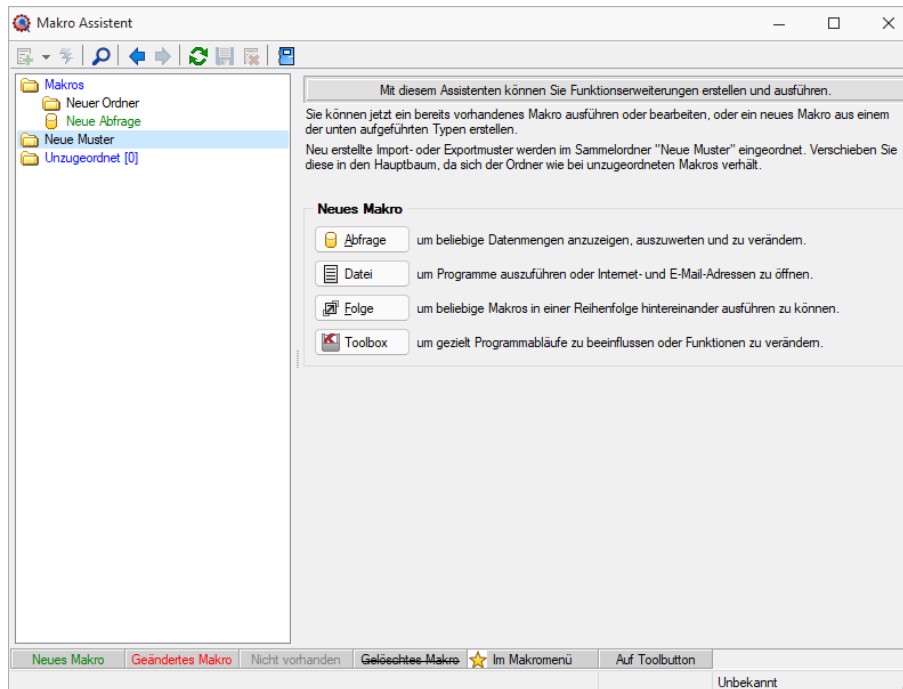 Makro Assistent
Makros
Neuer Ordner
Neue Abfrage
Neue Muster
Unzugeordnet [0]
Mit diesem Assistenten können Sie Funktionserweiterungen erstellen und ausführen.
Sie können jetzt ein bereits vorhandenes Makro ausführen oder bearbeiten, oder ein neues Makro aus einem
der unten aufgeführten Typen erstellen.
Neu erstellte Import- oder Exportmuster werden im Sammelordner "Neue Muster" eingeordnet. Verschieben Sie
diese in den Hauptbaum, da sich der Ordner wie bei unzugeordneten Makros verhält.
Neues Makro
Abfrage um beliebige Datenmengen anzuzeigen, auszuwerten und zu verändern.
Datei um Programme auszuführen oder Internet- und E-Mail-Adressen zu öffnen.
Folge um beliebige Makros in einer Reihenfolge hintereinander ausführen zu können.
Toolbox um gezielt Programmabläufe zu beeinflussen oder Funktionen zu verändern.
Neues Makro Geändertes Makro Nicht vorhanden Gelöschtes Makro Im Makromenü Auf Toolbutton
Unbekannt